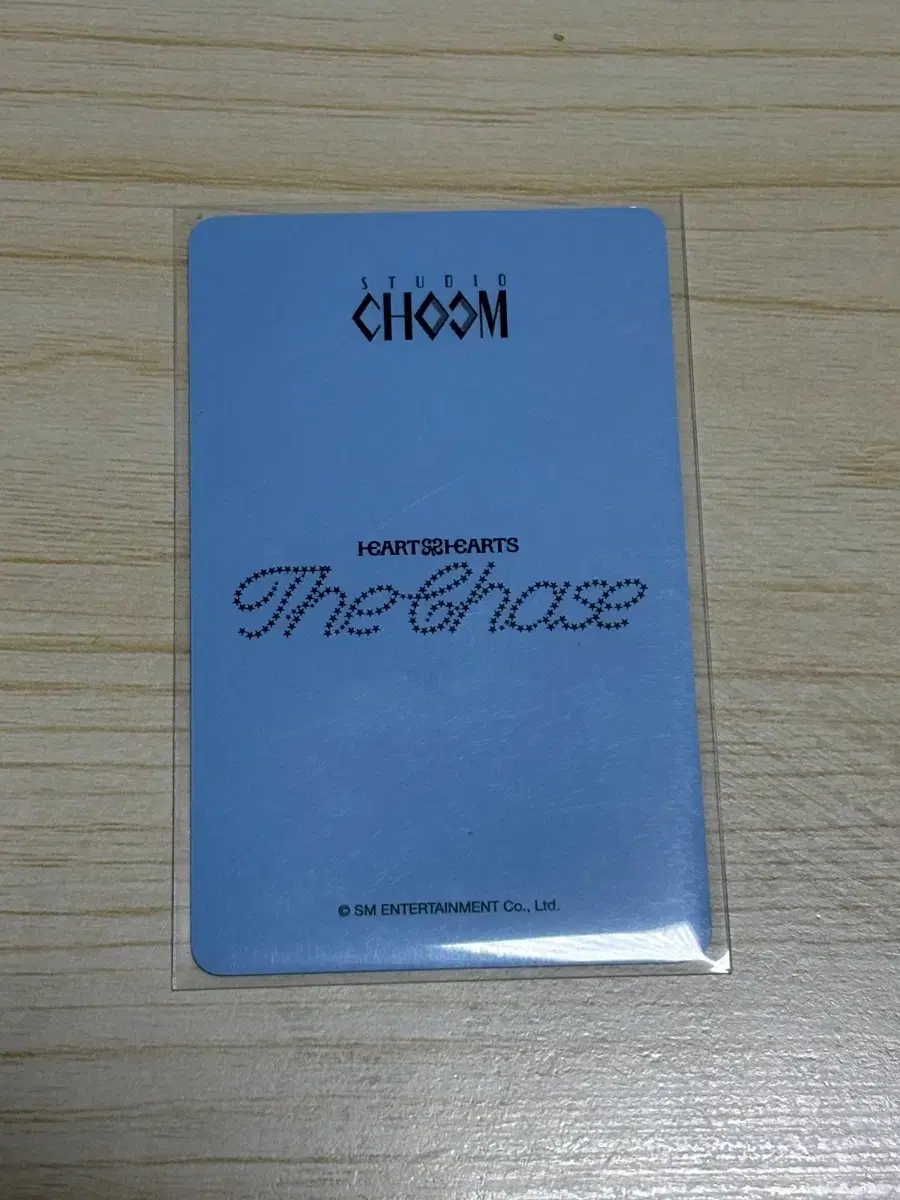 STUDIO
CHOOM
HEARTS2HEARTS
The Chase
© SM ENTERTAINMENT Co., Ltd.